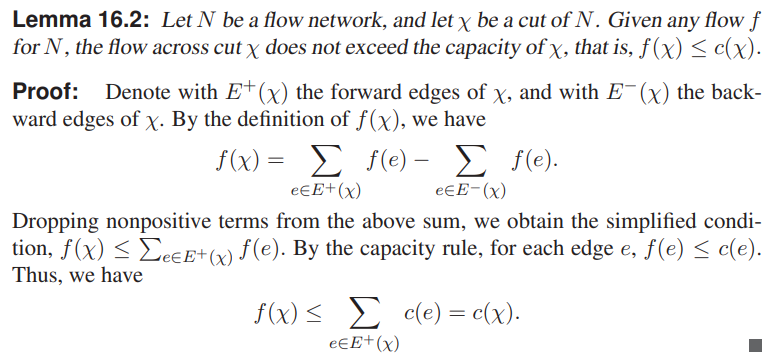 Lemma 16.2: Let N be a flow network, and let χ be a cut of N. Given any flow f
for N, the flow across cut χ does not exceed the capacity of χ, that is, f(χ) ≤ c(χ).
Proof: Denote with E⁺(χ) the forward edges of χ, and with E⁻(χ) the back-
ward edges of χ. By the definition of f(χ), we have
f(χ) = ∑_{e∈E⁺(χ)} f(e) − ∑_{e∈E⁻(χ)} f(e).
Dropping nonpositive terms from the above sum, we obtain the simplified condi-
tion, f(χ) ≤ ∑_{e∈E⁺(χ)} f(e). By the capacity rule, for each edge e, f(e) ≤ c(e).
Thus, we have
f(χ) ≤ ∑_{e∈E⁺(χ)} c(e) = c(χ).
■